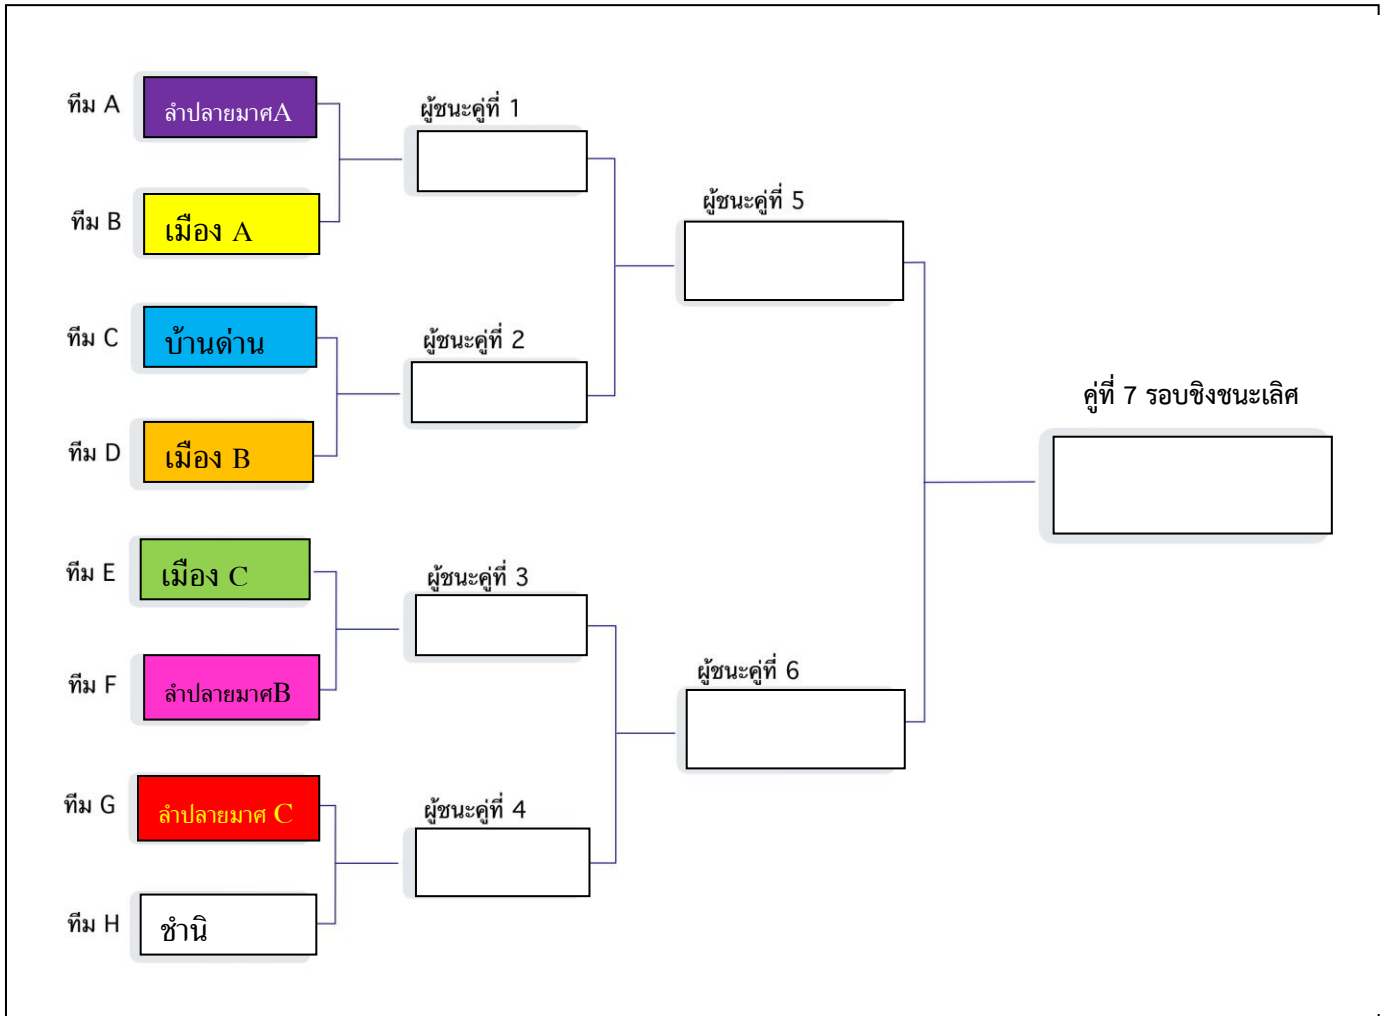 ทีม A
ลำปลายมาศA
ทีม B
เมือง A
ทีม C
บ้านด่าน
ทีม D
เมือง B
ทีม E
เมือง C
ทีม F
ลำปลายมาศB
ทีม G
ลำปลายมาศ C
ทีม H
ชำนิ
ผู้ชนะคู่ที่ 1
ผู้ชนะคู่ที่ 2
ผู้ชนะคู่ที่ 3
ผู้ชนะคู่ที่ 4
ผู้ชนะคู่ที่ 5
ผู้ชนะคู่ที่ 6
คู่ที่ 7 รอบชิงชนะเลิศ